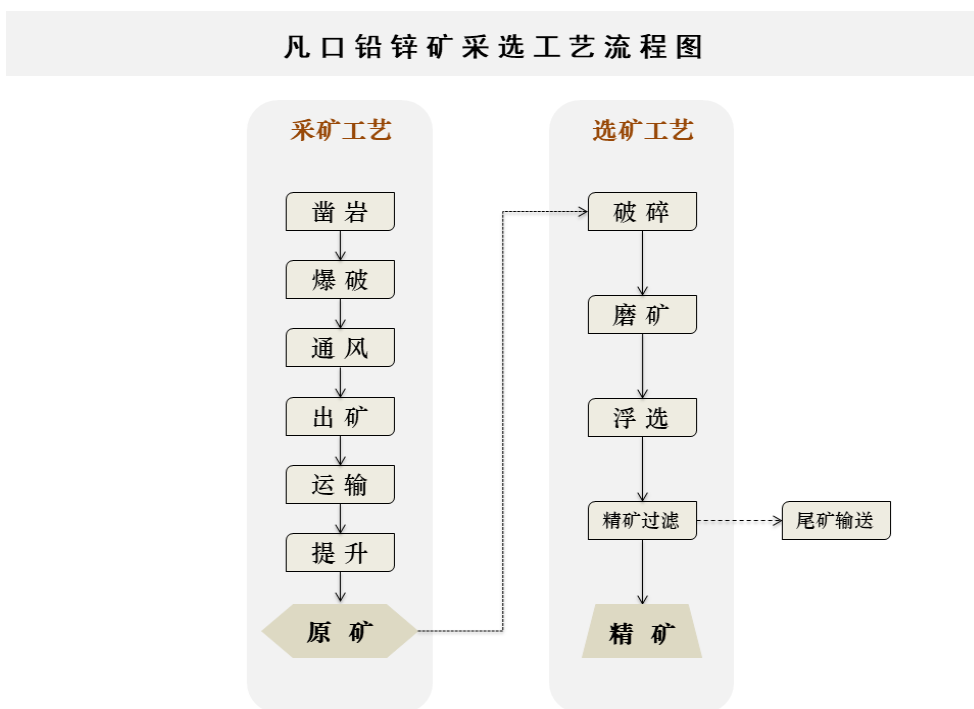 凡口铅锌矿采选工艺流程图
采矿工艺
凿岩
爆破
通风
出矿
运输
提升
原矿
选矿工艺
破碎
磨矿
浮选
精矿过滤
尾矿输送
精矿